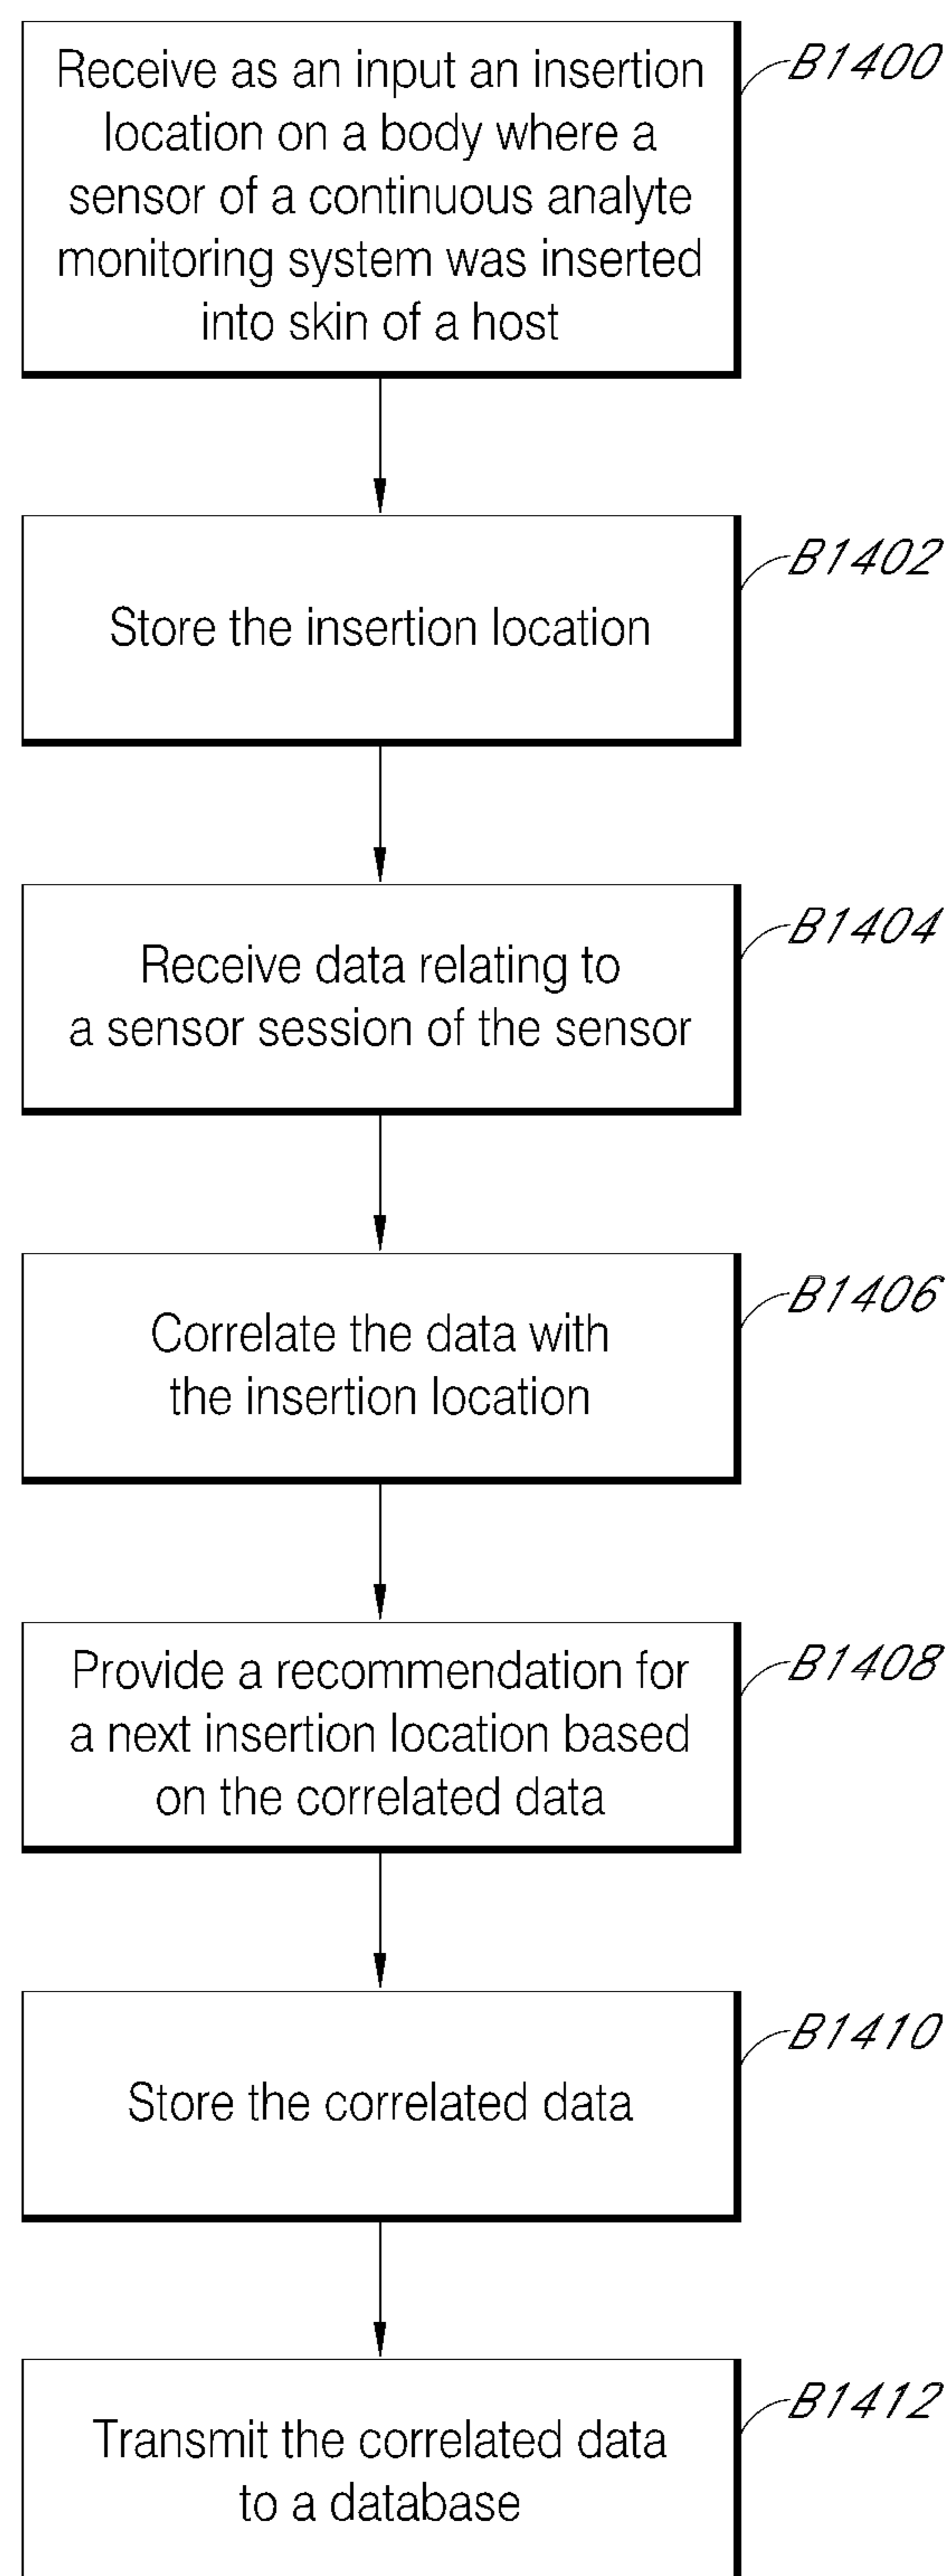 Receive as an input an insertion
location on a body where a
sensor of a continuous analyte
monitoring system was inserted
into skin of a host
B1400
Store the insertion location
B1402
Receive data relating to
a sensor session of the sensor
B1404
Correlate the data with
the insertion location
B1406
Provide a recommendation for
a next insertion location based
on the correlated data
B1408
Store the correlated data
B1410
Transmit the correlated data
to a database
B1412